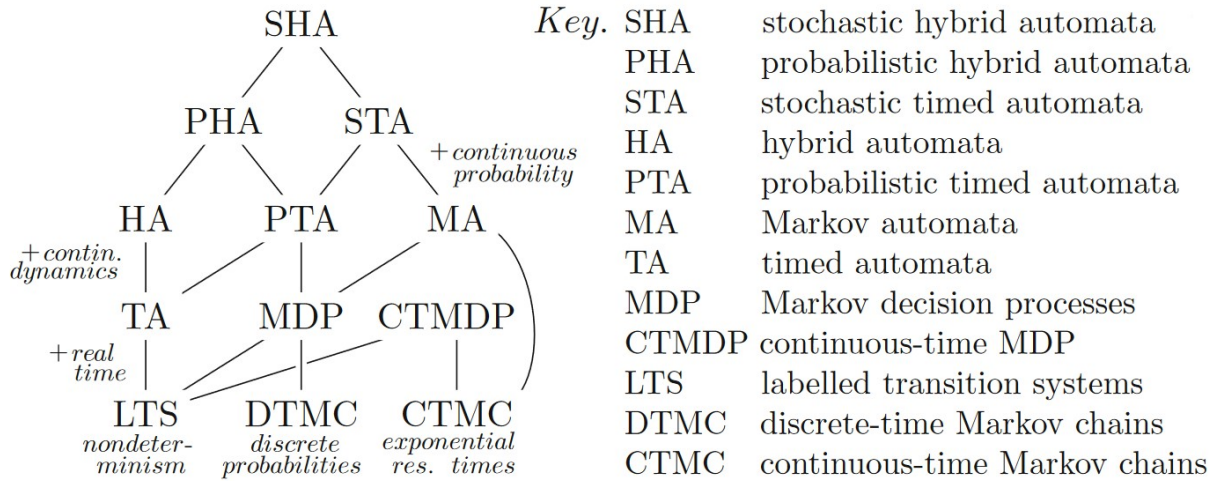 SHA
PHA STA
+ continuous
probability
HA PTA MA
+ contin.
dynamics
TA MDP CTMDP
+ real
time
LTS DTMC CTMC
nondeter-
minism
discrete
probabilities
exponential
res. times
Key. SHA stochastic hybrid automata
PHA probabilistic hybrid automata
STA stochastic timed automata
HA hybrid automata
PTA probabilistic timed automata
MA Markov automata
TA timed automata
MDP Markov decision processes
CTMDP continuous-time MDP
LTS labelled transition systems
DTMC discrete-time Markov chains
CTMC continuous-time Markov chains